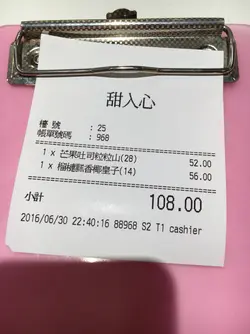 甜入心
檯 號 : 25
帳單號碼 : 968
1 x 芒果吐司粒粒山(28) 52.00
1 x 榴槤飄香椰皇子(14) 56.00
小計 108.00
2016/06/30 22:40:16 88968 S2 T1 cashier